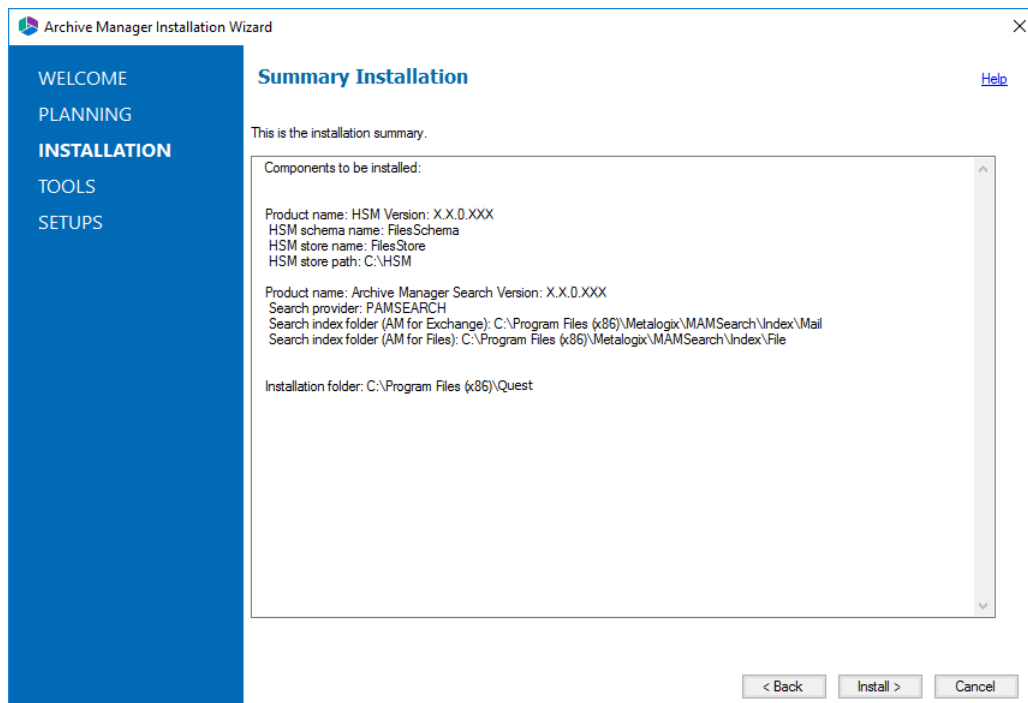 Archive Manager Installation Wizard
WELCOME
PLANNING
INSTALLATION
TOOLS
SETUPS
Summary Installation
Help
This is the installation summary.
Components to be installed:
Product name: HSM Version: X.X.0.XXX
HSM schema name: FilesSchema
HSM store name: FilesStore
HSM store path: C:\HSM
Product name: Archive Manager Search Version: X.X.0.XXX
Search provider: PAMSEARCH
Search index folder (AM for Exchange): C:\Program Files (x86)\Metalogix\MAMSearch\Index\Mail
Search index folder (AM for Files): C:\Program Files (x86)\Metalogix\MAMSearch\Index\File
Installation folder: C:\Program Files (x86)\Quest
< Back
Install >
Cancel